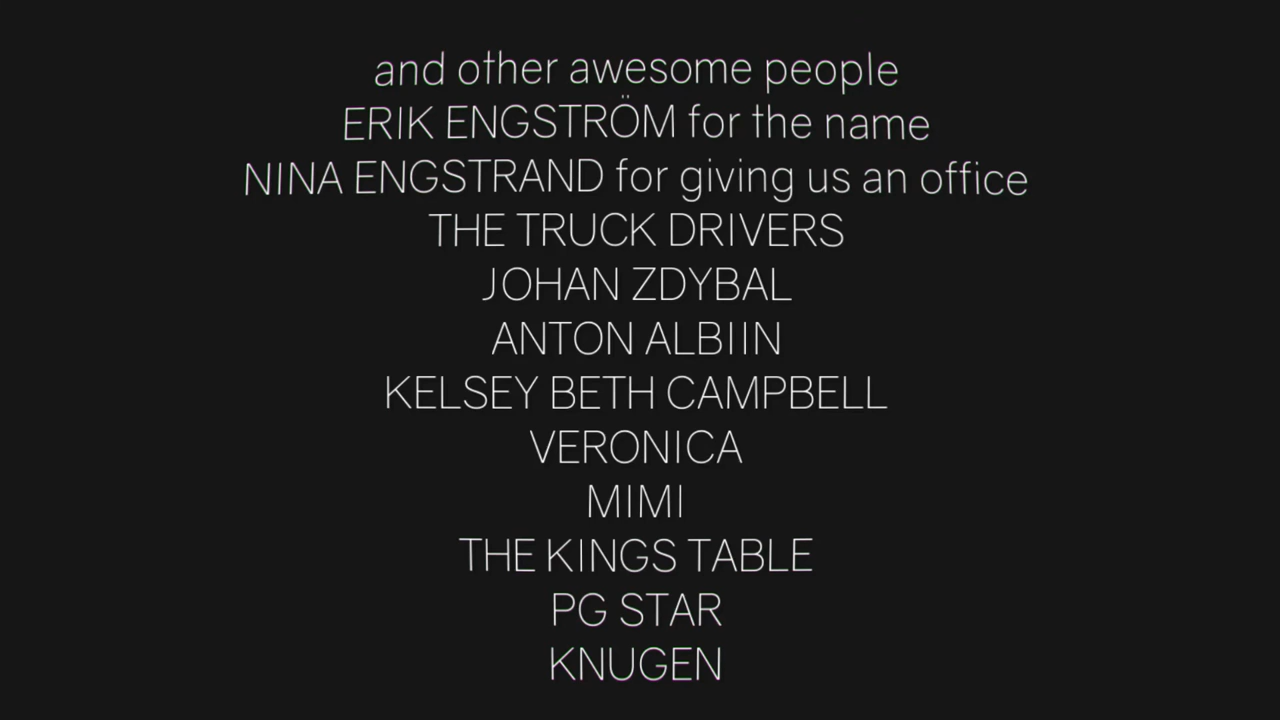 and other awesome people
ERIK ENGSTRÖM for the name
NINA ENGSTRAND for giving us an office
THE TRUCK DRIVERS
JOHAN ZDYBAL
ANTON ALBIIN
KELSEY BETH CAMPBELL
VERONICA
MIMI
THE KINGS TABLE
PG STAR
KNUGEN